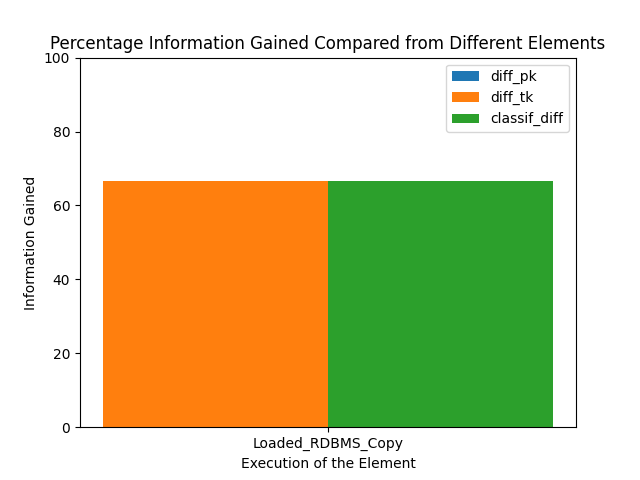 Percentage Information Gained Compared from Different Elements
100
80
60
40
20
0
Information Gained
diff_pk
diff_tk
classif_diff
Loaded_RDBMS_Copy
Execution of the Element